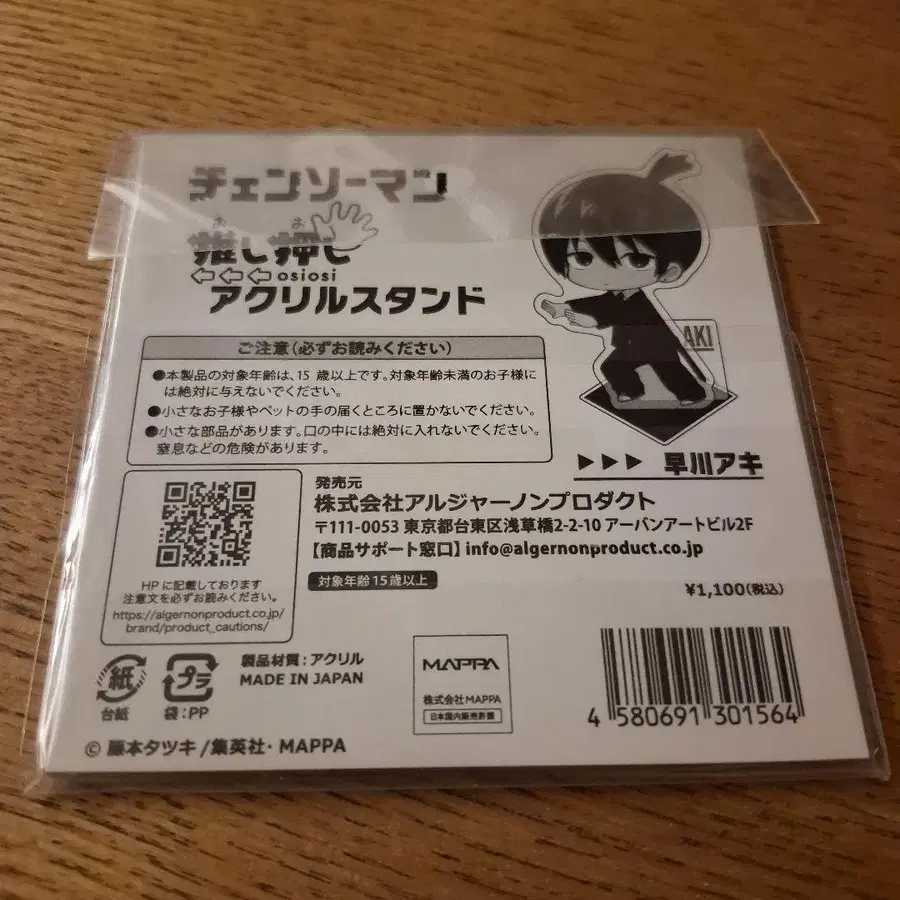 チェンソーマン
お　お
推し押し
osiosi
アクリルスタンド
AKI
早川アキ
ご注意（必ずお読みください）
●本製品の対象年齢は、15 歳以上です。対象年齢未満のお子様に
は絶対に与えないでください。
●小さなお子様やペットの手の届くところに置かないでください。
●小さな部品があります。口の中には絶対に入れないでください。
窒息などの危険があります。
発売元
株式会社アルジャーノンプロダクト
〒111-0053 東京都台東区浅草橋2-2-10 アーバンアートビル2F
【商品サポート窓口】info@algernonproduct.co.jp
対象年齢15歳以上
¥1,100(税込)
HPに記載しております
注意文を必ずお読みください。
https://algernonproduct.co.jp/
brand/product_cautions/
紙
台紙
プラ
袋:PP
製品材質:アクリル
MADE IN JAPAN
MAPPA
株式会社MAPPA
日本国内販売許諾
4 580691 301564
© 藤本タツキ/集英社・MAPPA